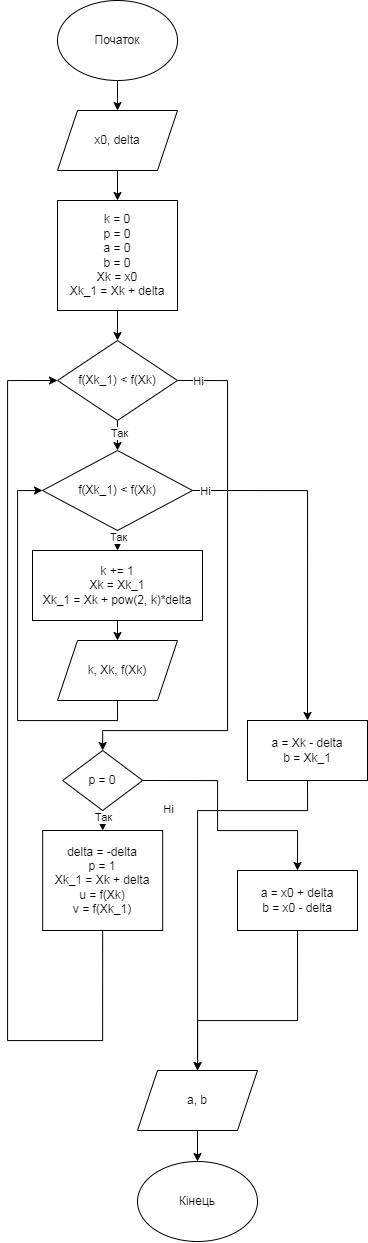 Початок
x0, delta
k = 0
p = 0
a = 0
b = 0
Xk = x0
Xk_1 = Xk + delta
f(Xk_1) < f(Xk)
Ні
Так
f(Xk_1) < f(Xk)
Ні
Так
k += 1
Xk = Xk_1
Xk_1 = Xk + pow(2, k)*delta
k, Xk, f(Xk)
a = Xk - delta
b = Xk_1
p = 0
Ні
Так
delta = -delta
p = 1
Xk_1 = Xk + delta
u = f(Xk)
v = f(Xk_1)
a = x0 + delta
b = x0 - delta
a, b
Кінець